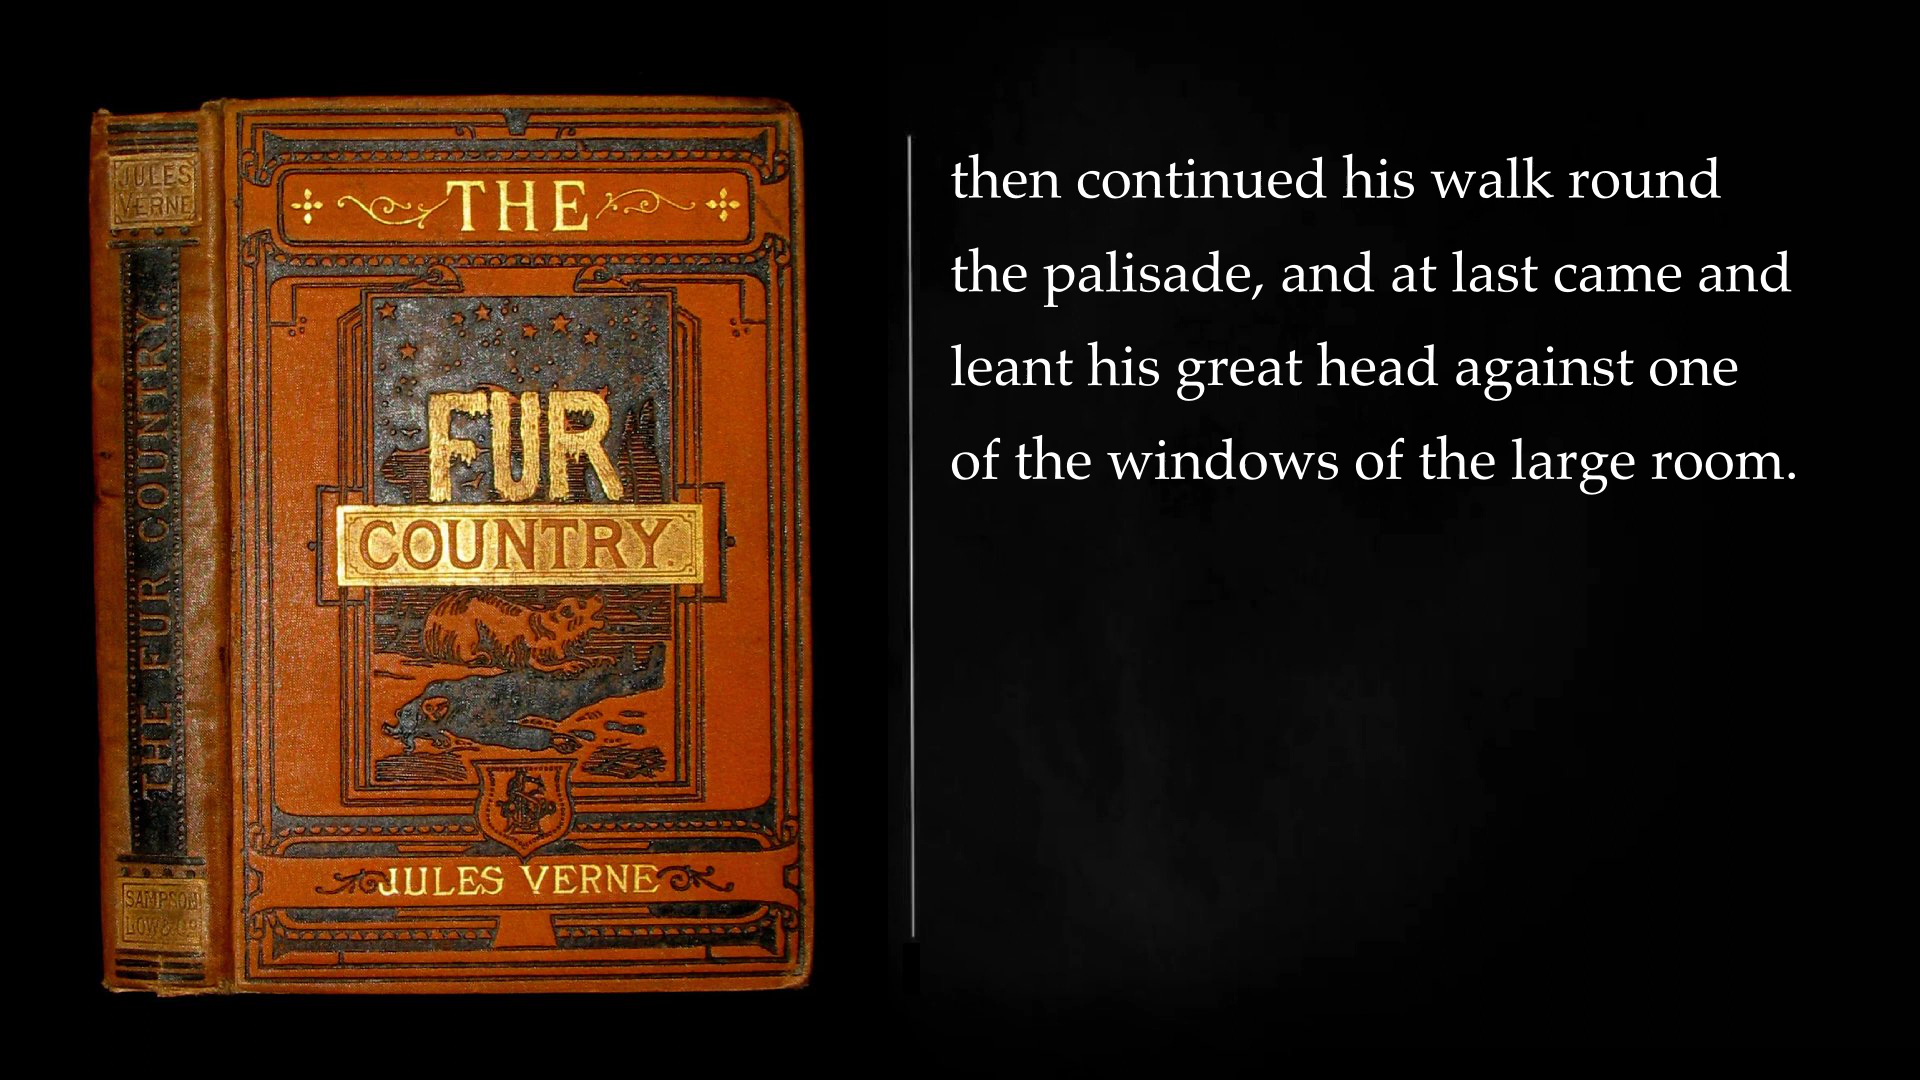 JULES
VERNE
THE FUR COUNTRY.
SAMPSON
LOW & CO
THE
FUR
COUNTRY.
JULES VERNE
then continued his walk round
the palisade, and at last came and
leant his great head against one
of the windows of the large room.